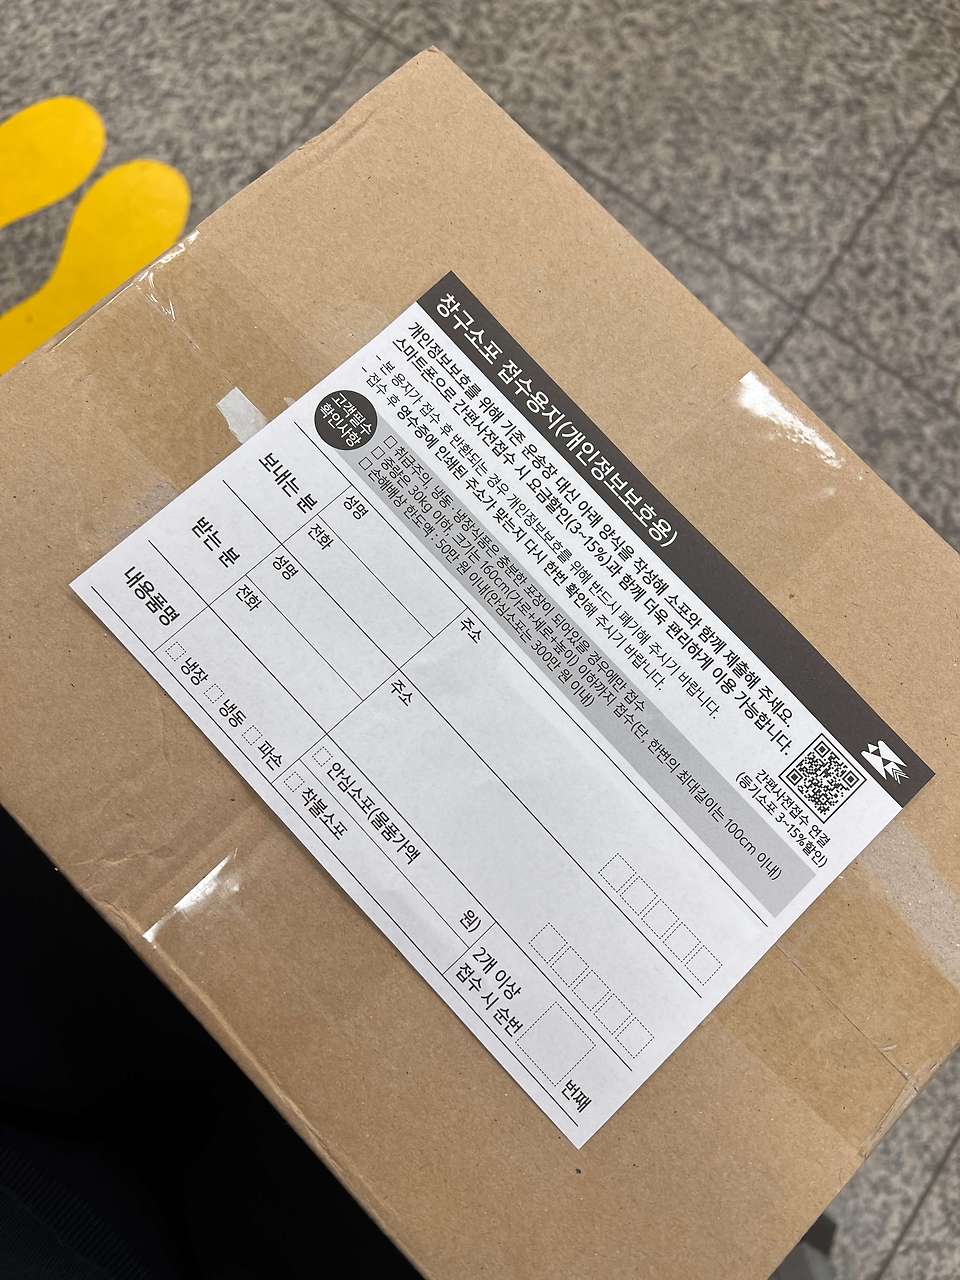 창구소포 접수용지(개인정보보호용)
개인정보보호를 위해 기존 운송장 대신 아래 양식을 작성해 소포와 함께 제출해 주세요.
스마트폰으로 간편사전접수 시 요금할인(3~15%)과 함께 더욱 편리하게 이용 가능합니다.
- 본 용지가 접수 후 반환되는 경우 개인정보보호를 위해 반드시 폐기해 주시기 바랍니다.
- 접수 후 영수증에 인쇄된 주소가 맞는지 다시 한번 확인해 주시기 바랍니다.
간편사전접수 연결
(등기소포 3~15%할인)
고객필수
확인사항
□ 취급주의, 냉동·냉장식품은 충분한 포장이 되어있을 경우에만 접수
□ 중량은 30kg 이하, 크기는 160cm(가로+세로+높이) 이하까지 접수(단, 한변의 최대길이는 100cm 이내)
□ 손해배상 한도액 : 50만 원 이내(안심소포는 300만 원 이내)
보내는 분
성명
전화
주소
받는 분
성명
전화
주소
내용품명
냉장
냉동
파손
안심소포(물품가액 원)
착불소포
2개 이상
접수 시 순번
번째